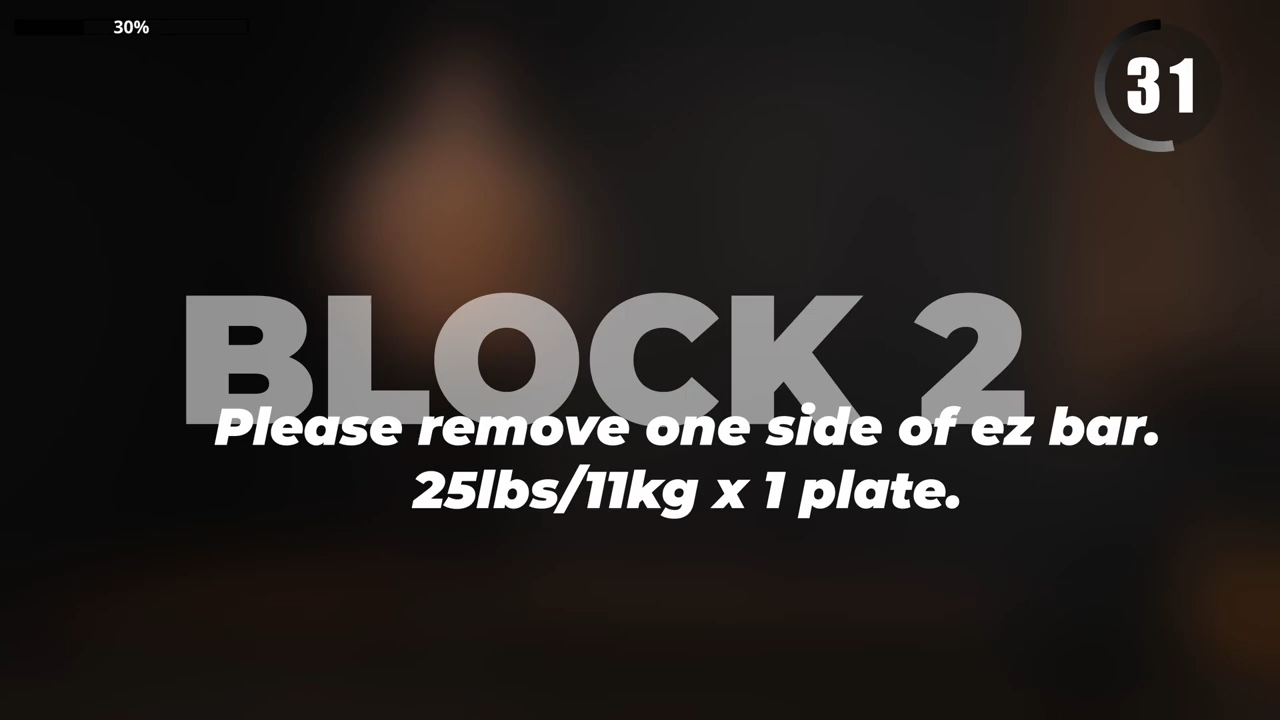 30%
31
BLOCK 2
Please remove one side of ez bar.
25lbs/11kg x 1 plate.